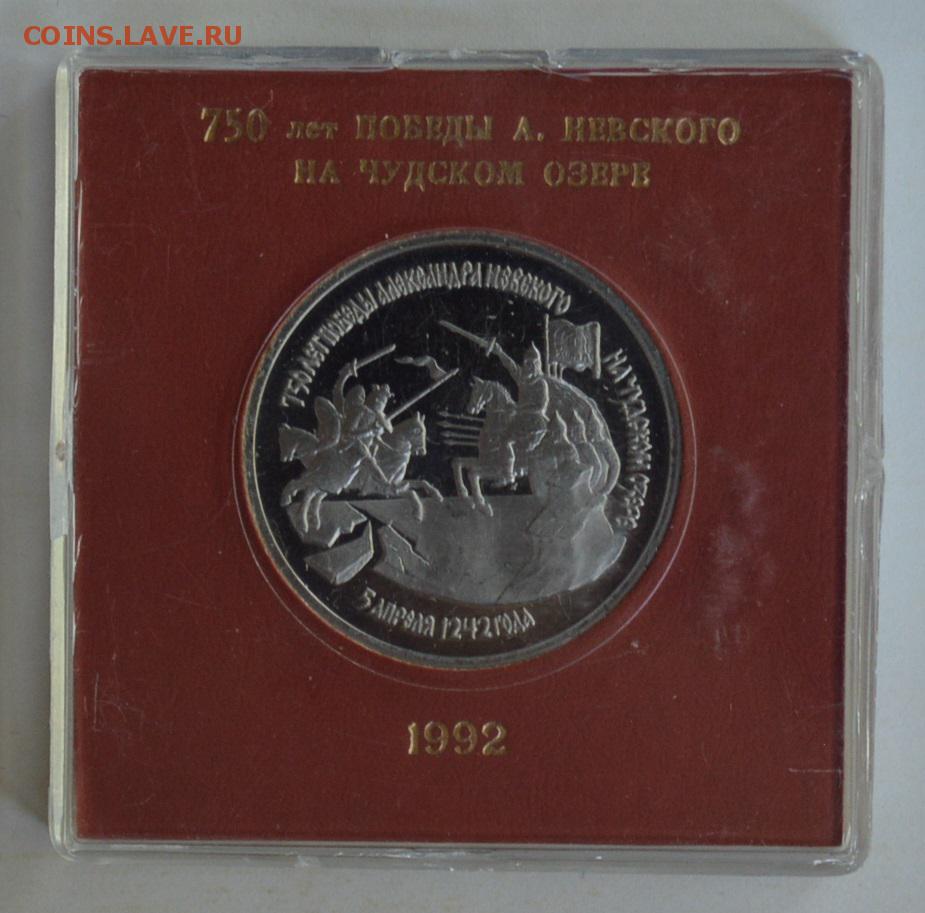 COINS.LAVE.RU
750 лет ПОБЕДЫ А. НЕВСКОГО
НА ЧУДСКОМ ОЗЕРЕ
750 ЛЕТ ПОБЕДЫ АЛЕКСАНДРА НЕВСКОГО
НА ЧУДСКОМ ОЗЕРЕ
5 АПРЕЛЯ 1242 ГОДА
1992